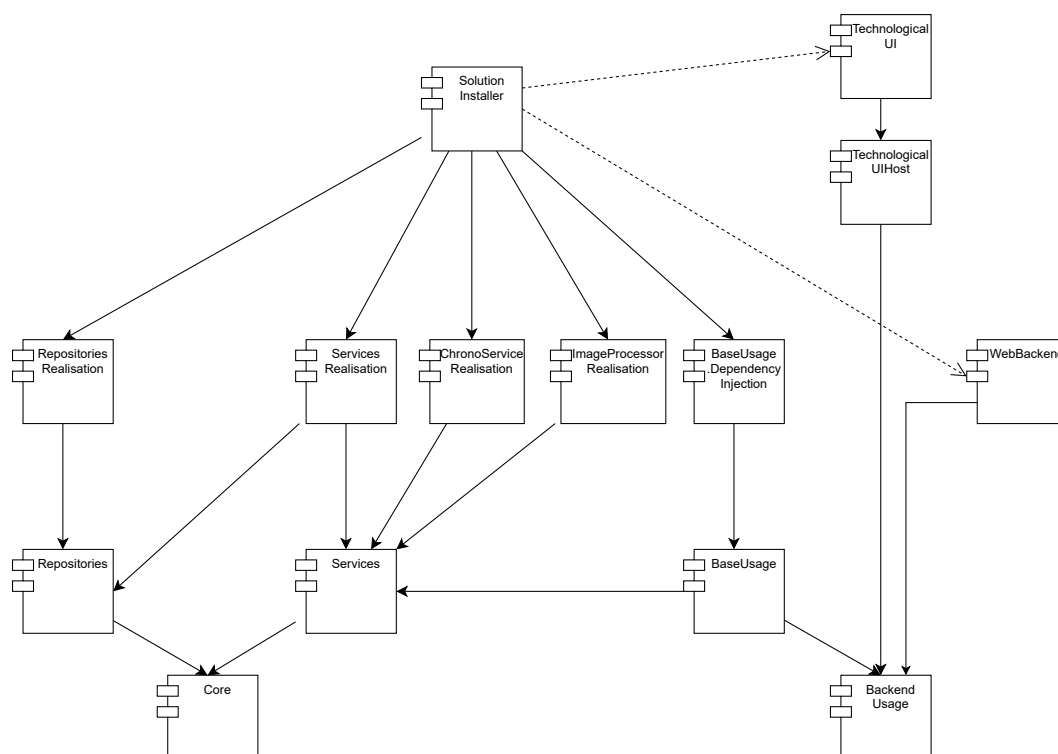 Technological
UI
Solution
Installer
Technological
UIHost
Repositories
Realisation
Services
Realisation
ChronoService
Realisation
ImageProcessor
Realisation
BaseUsage
.Dependency
Injection
WebBackend
Repositories
Services
BaseUsage
Core
Backend
Usage